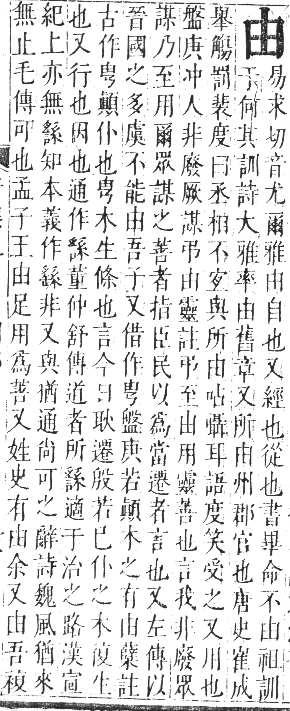 由
易求切音尤爾雅由自也又經也從也書畢命不由祖訓
于何其訓詩大雅率由舊章又所由州郡官也唐史崔成
舉觴罰裴度曰丞相不宜與所由呫囁耳語度笑受之又用也
盤庚冲人非廢厥謀弔由靈註弔至由用靈善也言我非廢眾
謀乃至用爾眾謀之善者指臣民以為當遷者言也又左傳以
晉國之多虞不能由吾子又借作甹盤庚若顚木之有由蘖註
古作甹顚仆也甹木生條也言今日耿遷殷若已仆之木復生
也又行也因也通作繇董仲舒傳道者所繇適于治之路漢宣
紀上亦無繇知本義作繇非又與猶通尚可之辭詩魏風猶來
無止毛傳可也孟子王由足用為善又姓史有由余又由吾複